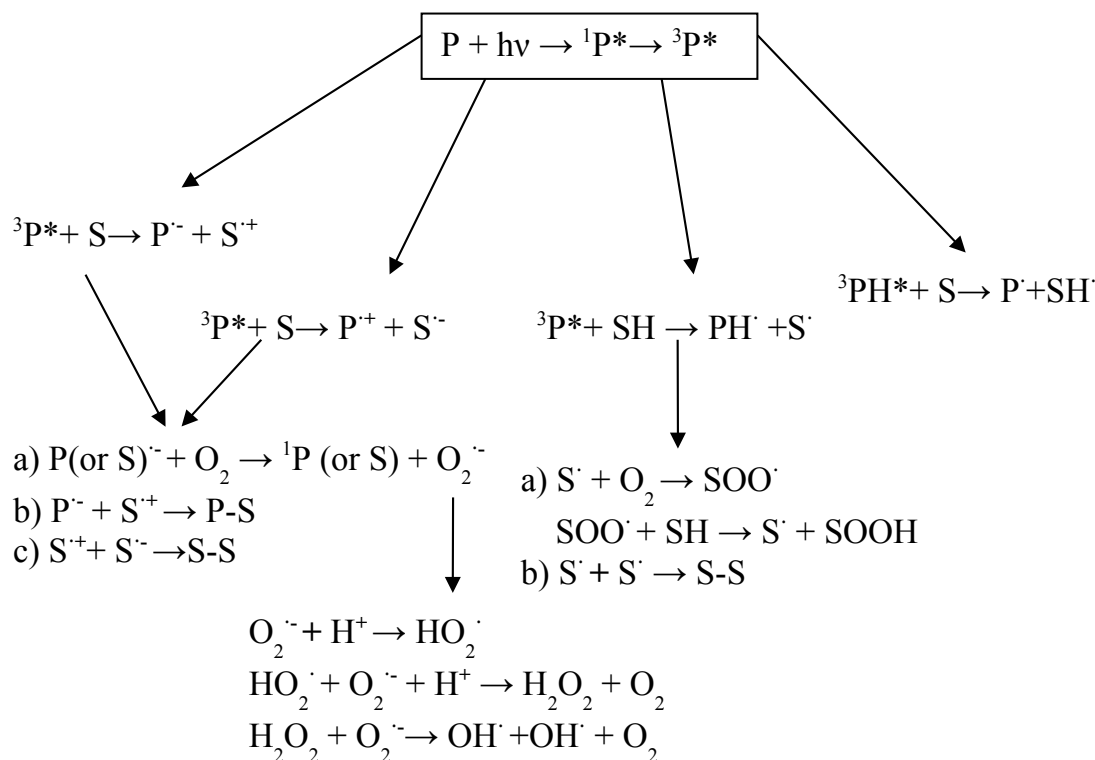 P + hν → ¹P* → ³P*
³P* + S → P˙⁻ + S˙⁺
³PH* + S → P˙+SH˙
³P* + S → P˙⁺ + S˙⁻
³P* + SH → PH˙ +S˙
a) P(or S)˙⁻ + O₂ → ¹P (or S) + O₂˙⁻
b) P˙⁻ + S˙⁺ → P-S
c) S˙⁺ + S˙⁻ →S-S
a) S˙ + O₂ → SOO˙
SOO˙ + SH → S˙ + SOOH
b) S˙ + S˙ → S-S
O₂˙⁻ + H⁺ → HO₂˙
HO₂˙ + O₂˙⁻ + H⁺ → H₂O₂ + O₂
H₂O₂ + O₂˙⁻ → OH˙ +OH˙ + O₂